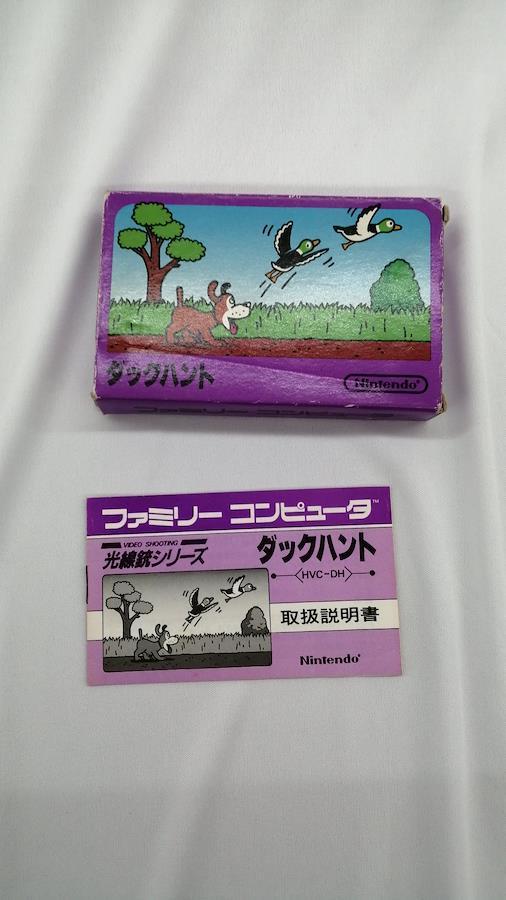 ダックハント
Nintendo®
ファミリー コンピュータ™
VIDEO SHOOTING
光線銃シリーズ
ダックハント
HVC-DH
取扱説明書
Nintendo®